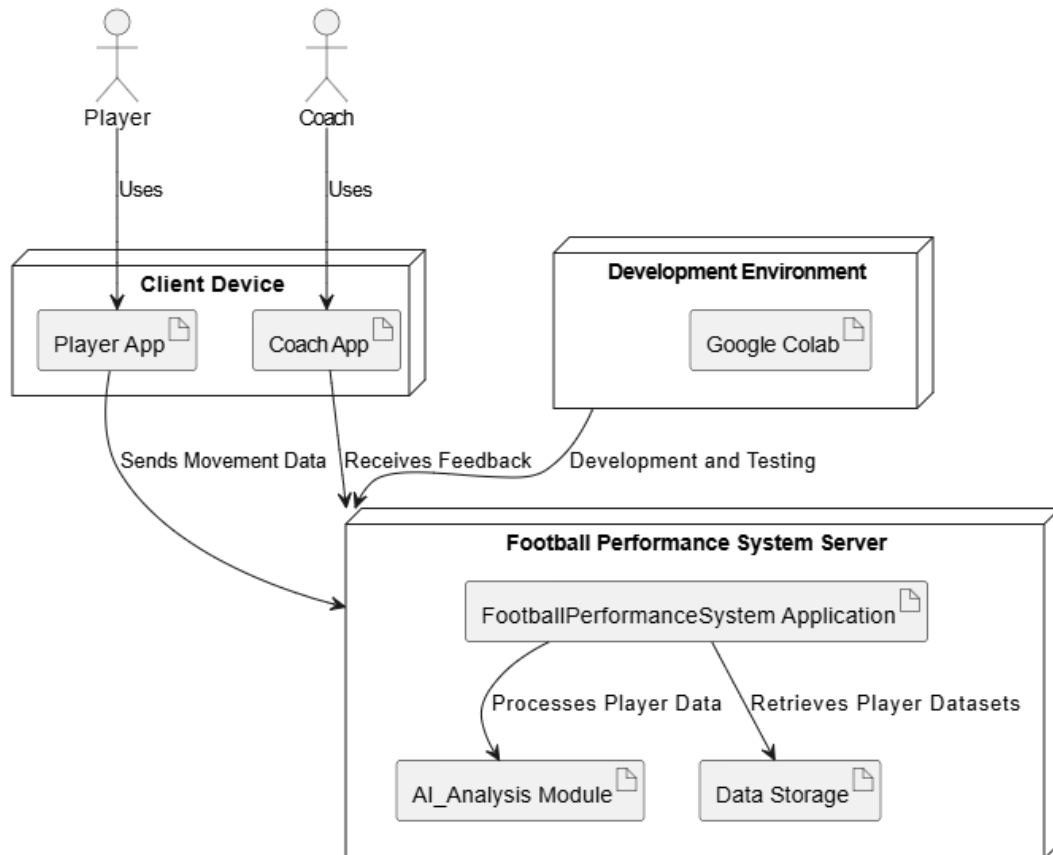 Player
Coach
Uses
Uses
Client Device
Development Environment
Player App
Coach App
Google Colab
Sends Movement Data
Receives Feedback
Development and Testing
Football Performance System Server
FootballPerformanceSystem Application
Processes Player Data
Retrieves Player Datasets
AI_Analysis Module
Data Storage